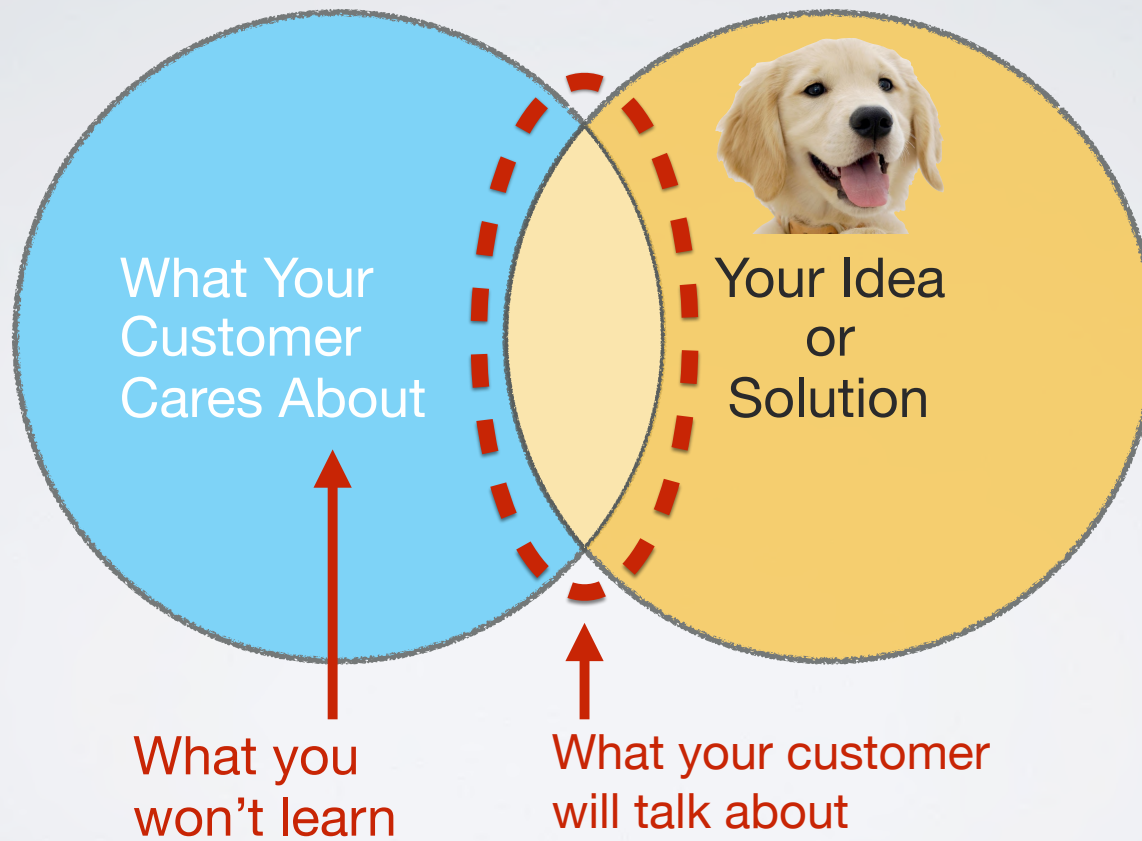 What Your
Customer
Cares About
Your Idea
or
Solution
What you
won’t learn
What your customer
will talk about